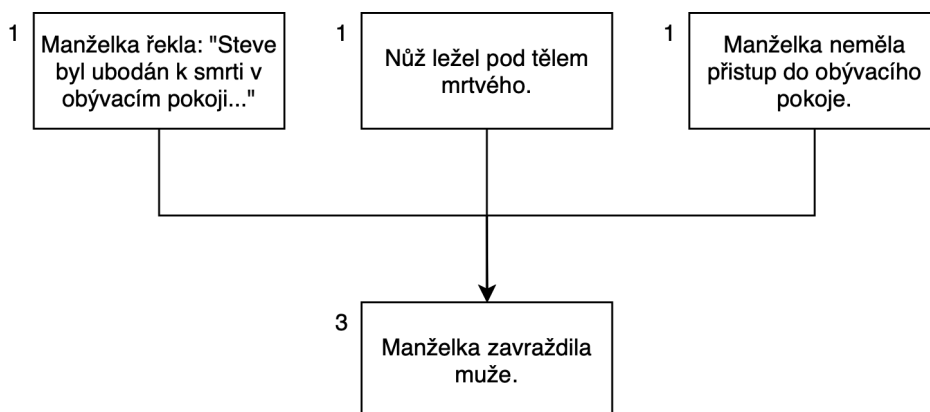 1
Manželka řekla: "Steve
byl ubodán k smrti v
obývacím pokoji..."
1
Nůž ležel pod tělem
mrtvého.
1
Manželka neměla
přistup do obývacího
pokoje.
3
Manželka zavraždila
muže.